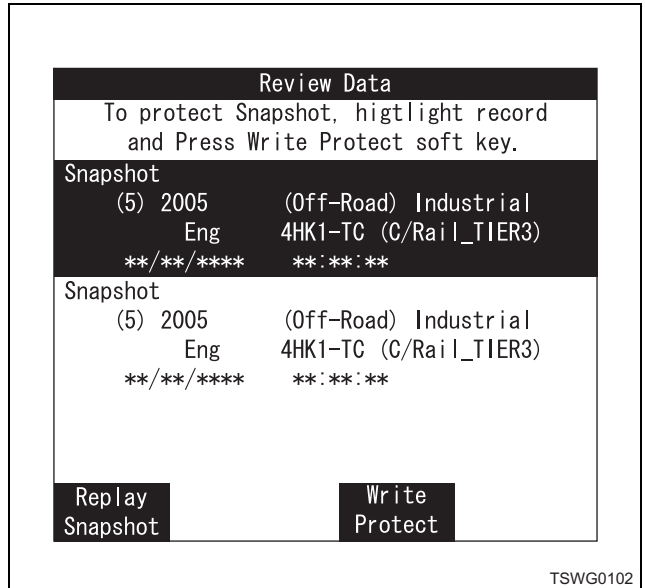 Review Data
To protect Snapshot, higtlight record
and Press Write Protect soft key.
Snapshot
(5) 2005 (Off-Road) Industrial
Eng 4HK1-TC (C/Rail_TIER3)
**/**/**** **:**:**
Snapshot
(5) 2005 (Off-Road) Industrial
Eng 4HK1-TC (C/Rail_TIER3)
**/**/**** **:**:**
Replay Write
Snapshot Protect
TSWG0102